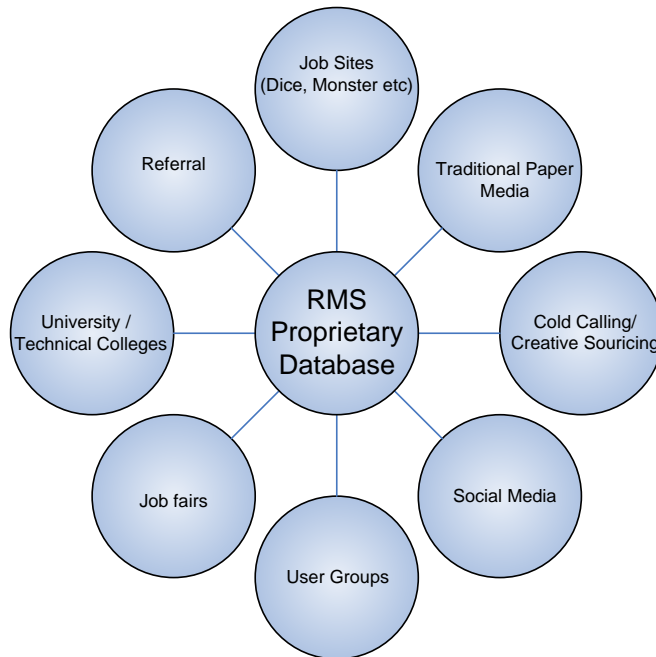 Job Sites
(Dice, Monster etc)
Referral
Traditional Paper
Media
RMS
Proprietary
Database
University /
Technical Colleges
Cold Calling/
Creative Souricing
Job fairs
Social Media
User Groups